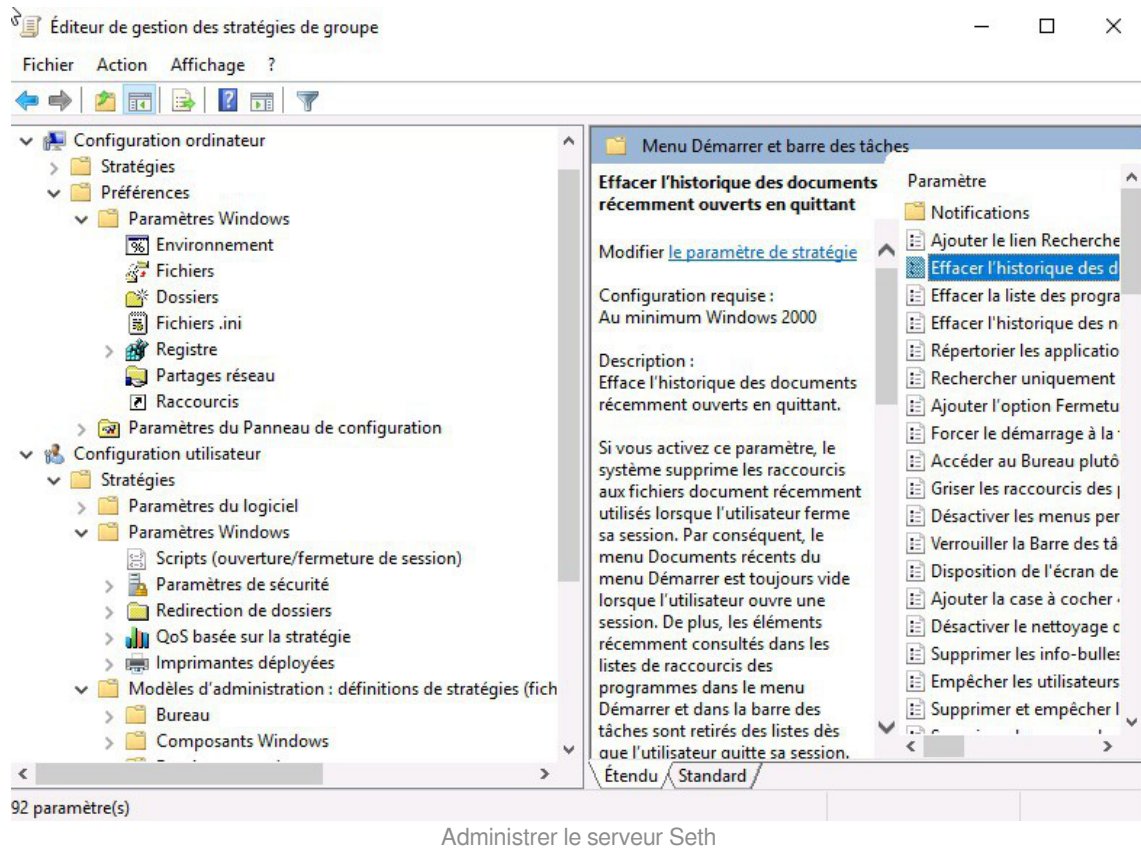 Éditeur de gestion des stratégies de groupe
Fichier Action Affichage ?
Configuration ordinateur
Stratégies
Préférences
Paramètres Windows
Environnement
Fichiers
Dossiers
Fichiers .ini
Registre
Partages réseau
Raccourcis
Paramètres du Panneau de configuration
Configuration utilisateur
Stratégies
Paramètres du logiciel
Paramètres Windows
Scripts (ouverture/fermeture de session)
Paramètres de sécurité
Redirection de dossiers
QoS basée sur la stratégie
Imprimantes déployées
Modèles d'administration : définitions de stratégies (fich
Bureau
Composants Windows
Menu Démarrer et barre des tâches
Effacer l'historique des documents
récemment ouverts en quittant
Modifier le paramètre de stratégie
Configuration requise :
Au minimum Windows 2000
Description :
Efface l'historique des documents
récemment ouverts en quittant.
Si vous activez ce paramètre, le
système supprime les raccourcis
aux fichiers document récemment
utilisés lorsque l'utilisateur ferme
sa session. Par conséquent, le
menu Documents récents du
menu Démarrer est toujours vide
lorsque l'utilisateur ouvre une
session. De plus, les éléments
récemment consultés dans les
listes de raccourcis des
programmes dans le menu
Démarrer et dans la barre des
tâches sont retirés des listes dès
que l'utilisateur quitte sa session.
Paramètre
Notifications
Ajouter le lien Recherche
Effacer l'historique des d
Effacer la liste des progra
Effacer l'historique des n
Répertorier les applicatio
Rechercher uniquement
Ajouter l'option Fermetu
Forcer le démarrage à la
Accéder au Bureau plutô
Griser les raccourcis des
Désactiver les menus per
Verrouiller la Barre des tâ
Disposition de l'écran de
Ajouter la case à cocher
Désactiver le nettoyage d
Supprimer les info-bulles
Empêcher les utilisateurs
Supprimer et empêcher l
Étendu Standard
92 paramètre(s)
Administrer le serveur Seth